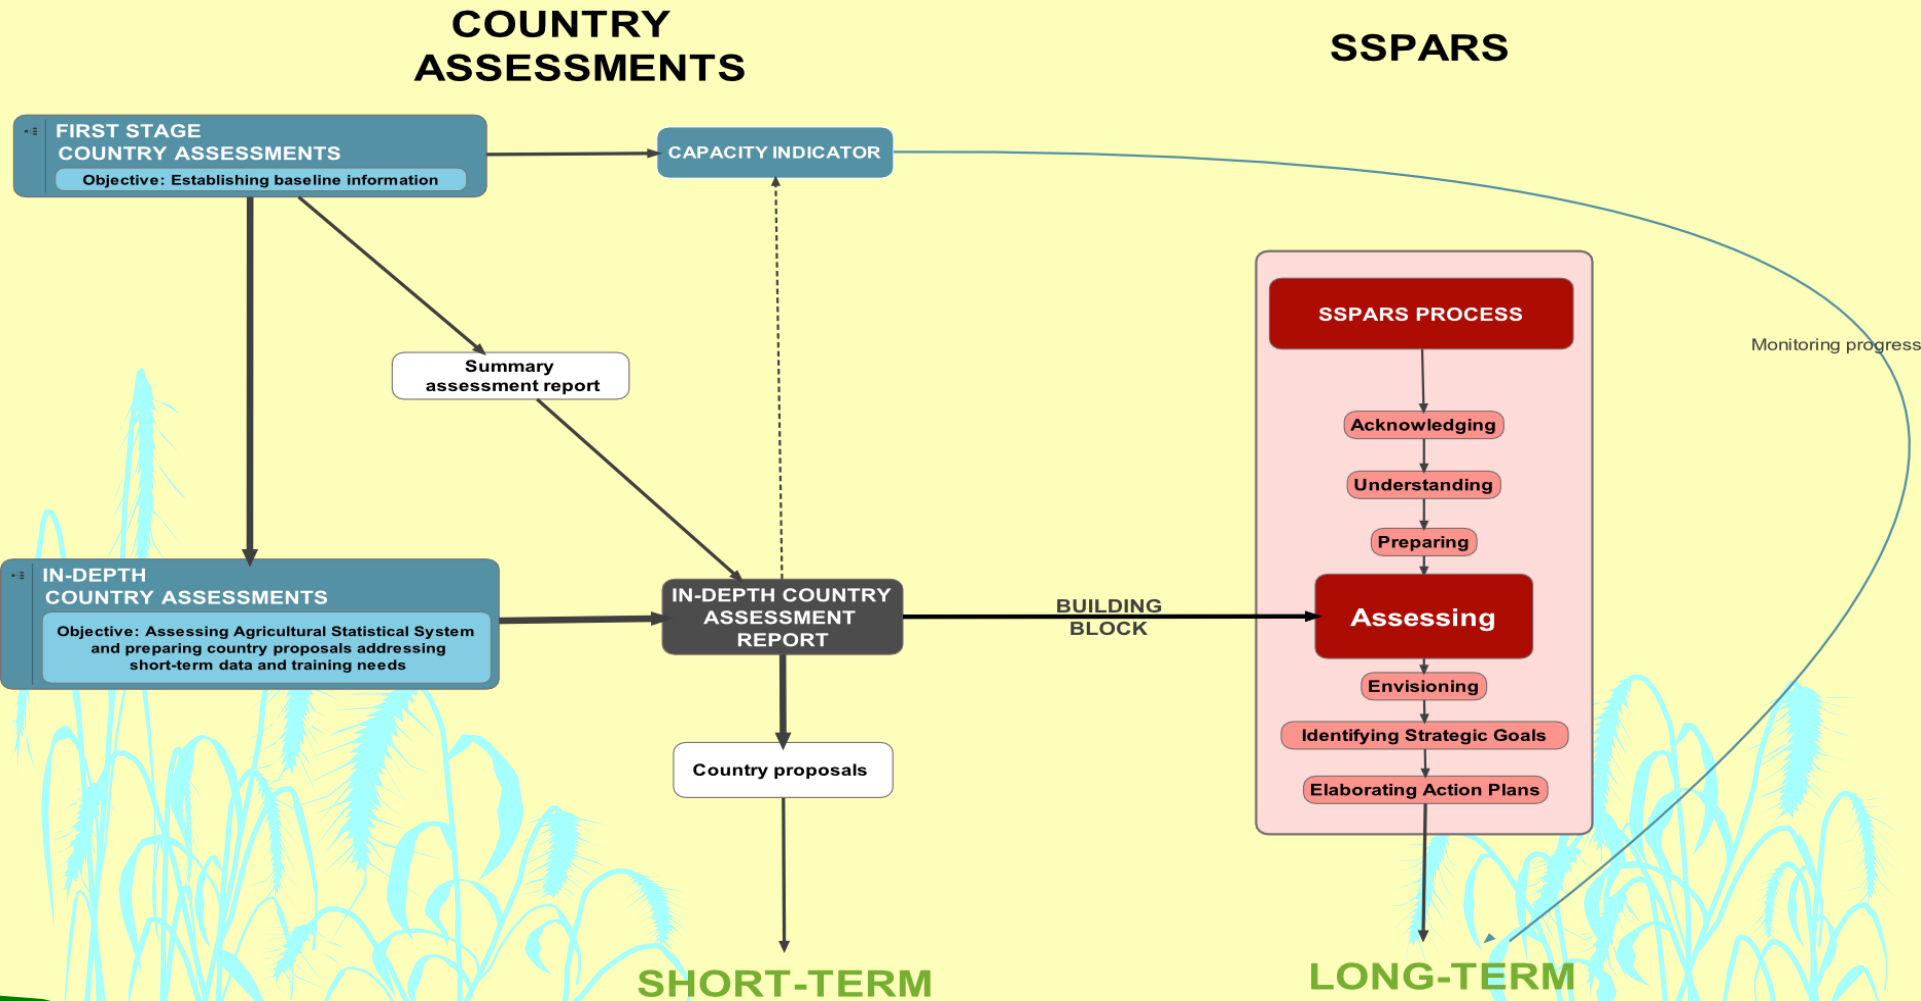 COUNTRY
ASSESSMENTS
SSPARS
FIRST STAGE
COUNTRY ASSESSMENTS
Objective: Establishing baseline information
CAPACITY INDICATOR
SSPARS PROCESS
Monitoring progress
Summary
assessment report
Acknowledging
Understanding
Preparing
IN-DEPTH
COUNTRY ASSESSMENTS
Objective: Assessing Agricultural Statistical System
and preparing country proposals addressing
short-term data and training needs
IN-DEPTH COUNTRY
ASSESSMENT
REPORT
BUILDING
BLOCK
Assessing
Envisioning
Identifying Strategic Goals
Elaborating Action Plans
Country proposals
SHORT-TERM
LONG-TERM